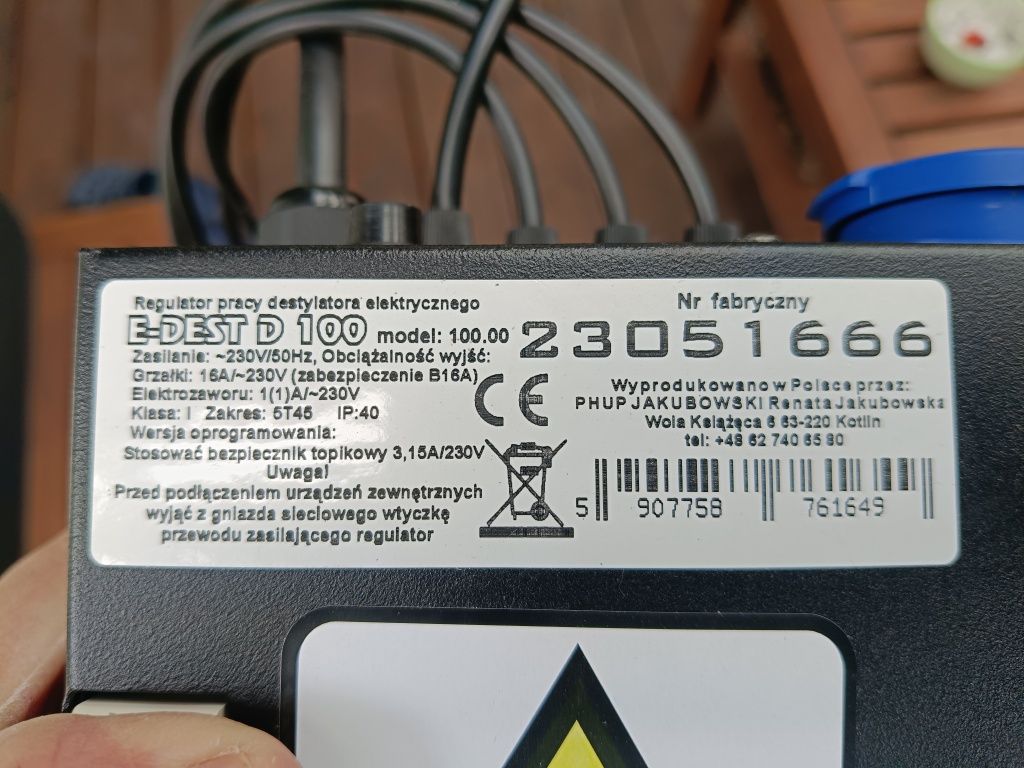 Regulator pracy destylatora elektrycznego
E-DEST D 100 model: 100.00
Zasilanie: ~230V/50Hz, Obciążalność wyjść:
Grzałki: 16A/~230V (zabezpieczenie B16A)
Elektrozaworu: 1(1)A/~230V
Klasa: I Zakres: 5T45 IP:40
Wersja oprogramowania:
Stosować bezpiecznik topikowy 3,15A/230V
Uwaga!
Przed podłączeniem urządzeń zewnętrznych
wyjąć z gniazda sieciowego wtyczkę
przewodu zasilającego regulator
Nr fabryczny
23051666
CE
Wyprodukowano w Polsce przez:
PHUP JAKUBOWSKI Renata Jakubowska
Wola Książęca 6 63-220 Kotlin
tel: +48 62 740 65 80
5 907758 761649